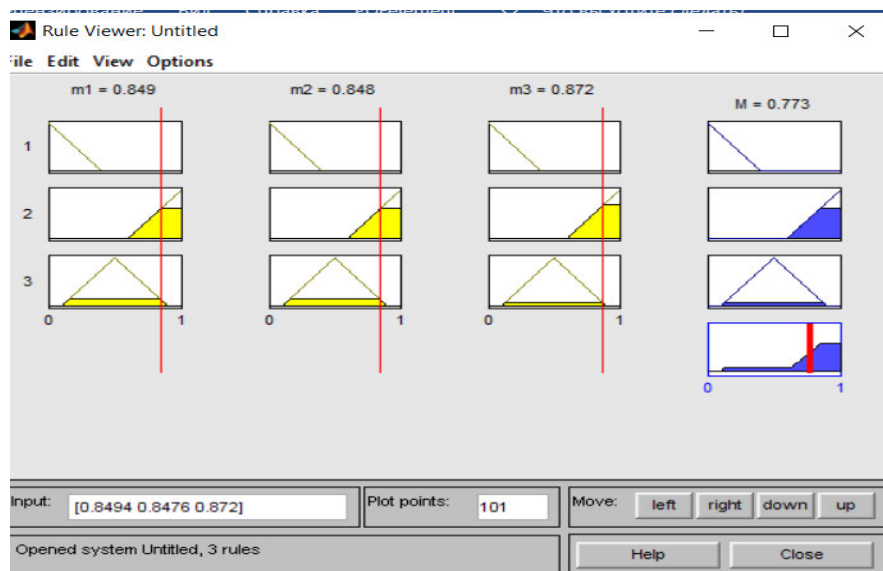 Rule Viewer: Untitled
File Edit View Options
m1 = 0.849 m2 = 0.848 m3 = 0.872 M = 0.773
1
2
3
0 1 0 1 0 1
0 1
Input: [0.8494 0.8476 0.872] Plot points: 101 Move: left right down up
Opened system Untitled, 3 rules Help Close